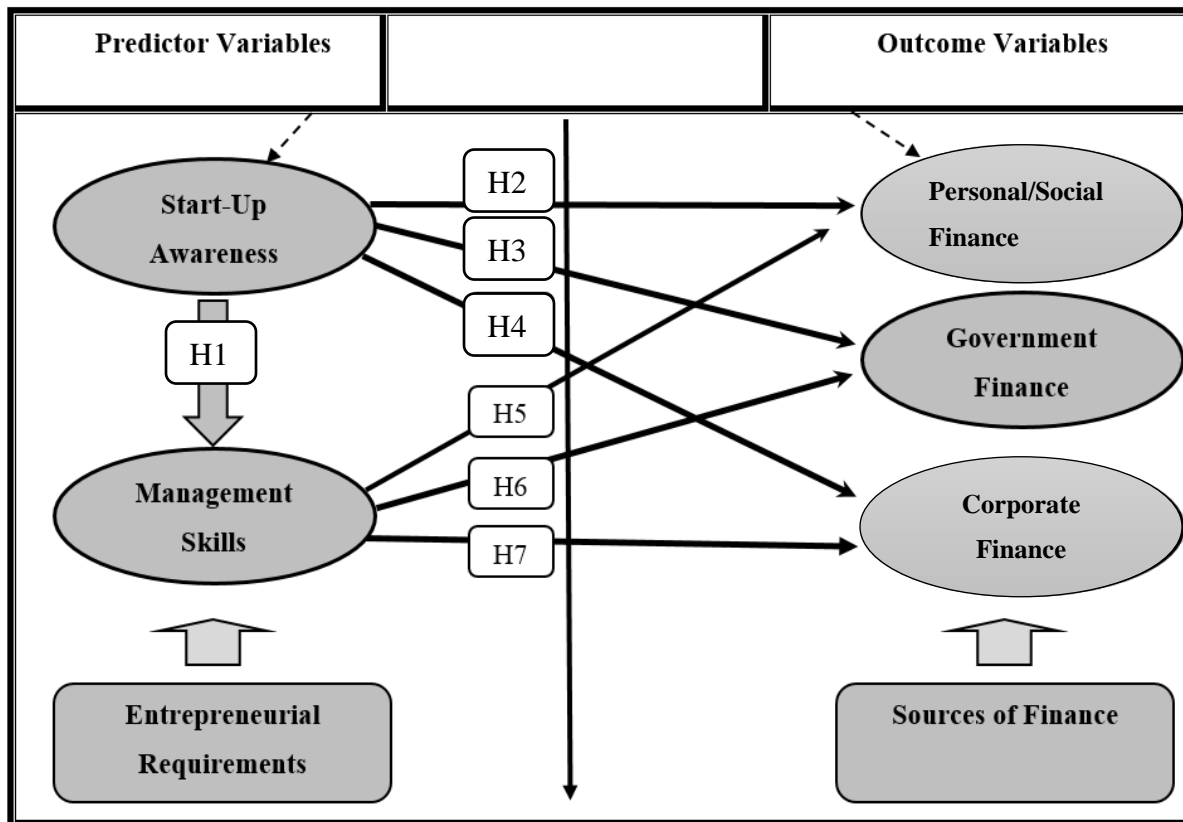 Predictor Variables
Outcome Variables
Start-Up
Awareness
H1
Management
Skills
H2
H3
H4
H5
H6
H7
Personal/Social
Finance
Government
Finance
Corporate
Finance
Entrepreneurial
Requirements
Sources of Finance